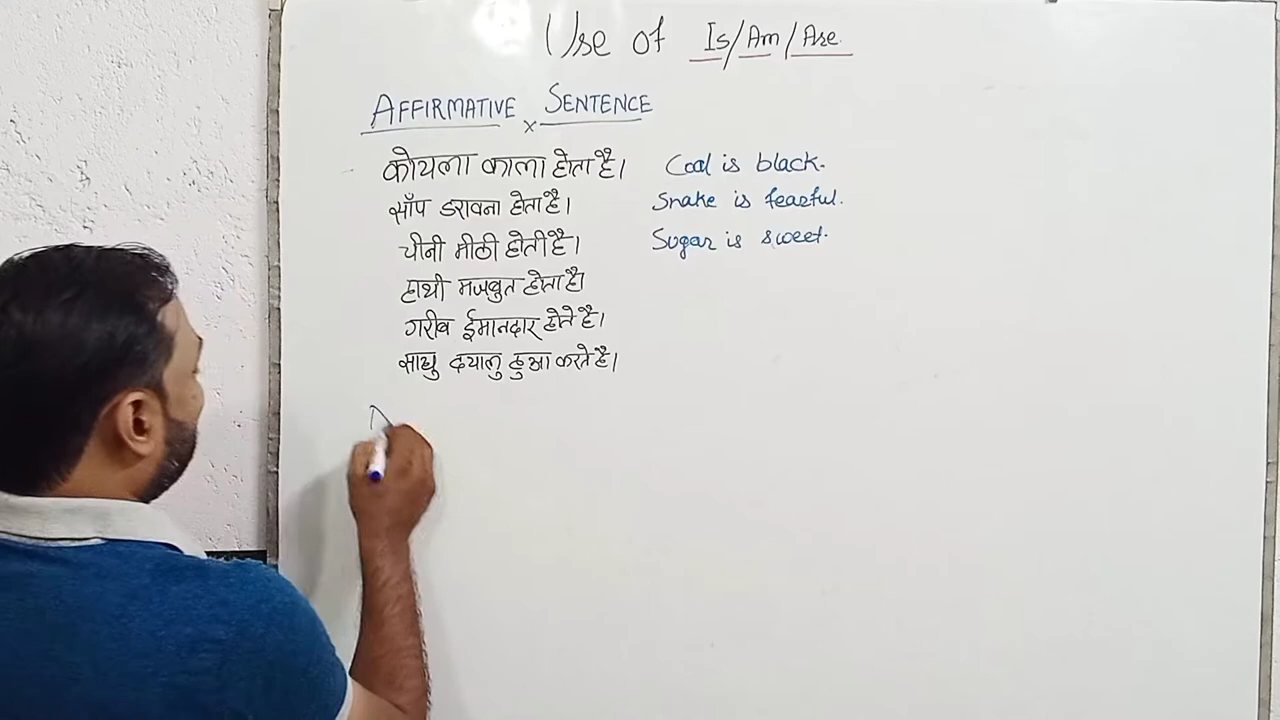 Use of Is/Am/Are.
AFFIRMATIVE × SENTENCE
कोयला काला होता है। Coal is black.
साँप डरावना होता है। Snake is fearful.
चीनी मीठी होती है। Sugar is sweet.
हाथी मजबुत होता है।
गरीब ईमानदार होते है।
साधु दयालु हुआ करते है।